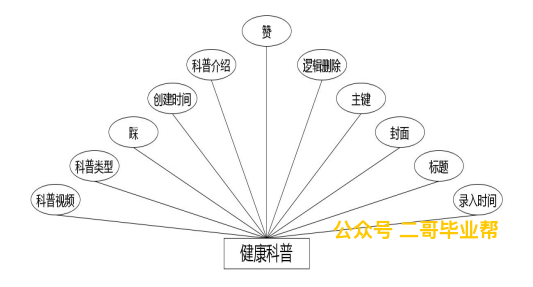 赞
科普介绍
逻辑删除
创建时间
主键
踩
封面
科普类型
标题
科普视频
录入时间
公众号 二哥毕业帮
健康科普